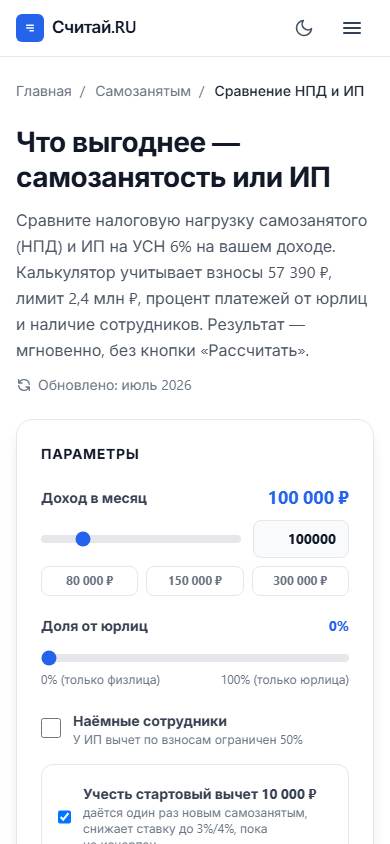 Считай.RU
Главная / Самозанятым / Сравнение НПД и ИП
Что выгоднее —
самозанятость или ИП
Сравните налоговую нагрузку самозанятого
(НПД) и ИП на УСН 6% на вашем доходе.
Калькулятор учитывает взносы 57 390 ₽,
лимит 2,4 млн ₽, процент платежей от юрлиц
и наличие сотрудников. Результат —
мгновенно, без кнопки «Рассчитать».
Обновлено: июль 2026
ПАРАМЕТРЫ
Доход в месяц 100 000 ₽
100000
80 000 ₽ 150 000 ₽ 300 000 ₽
Доля от юрлиц 0%
0% (только физлица) 100% (только юрлица)
Наёмные сотрудники
У ИП вычет по взносам ограничен 50%
Учесть стартовый вычет 10 000 ₽
даётся один раз новым самозанятым,
снижает ставку до 3%/4%, пока